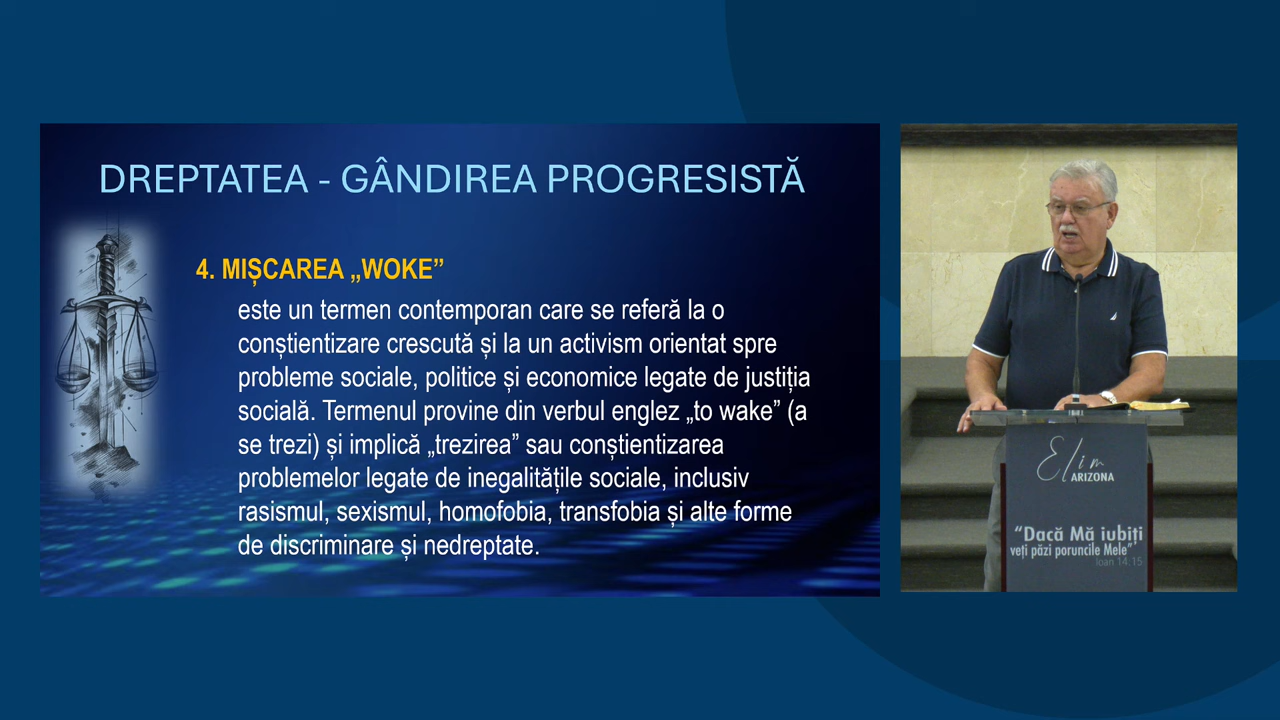 DREPTATEA - GÂNDIREA PROGRESISTĂ
4. MIȘCAREA „WOKE”
este un termen contemporan care se referă la o
conștientizare crescută și la un activism orientat spre
probleme sociale, politice și economice legate de justiția
socială. Termenul provine din verbul englez „to wake” (a
se trezi) și implică „trezirea” sau conștientizarea
problemelor legate de inegalitățile sociale, inclusiv
rasismul, sexismul, homofobia, transfobia și alte forme
de discriminare și nedreptate.
Elim
ARIZONA
“Dacă Mă iubiți
veți păzi poruncile Mele”
Ioan 14:15